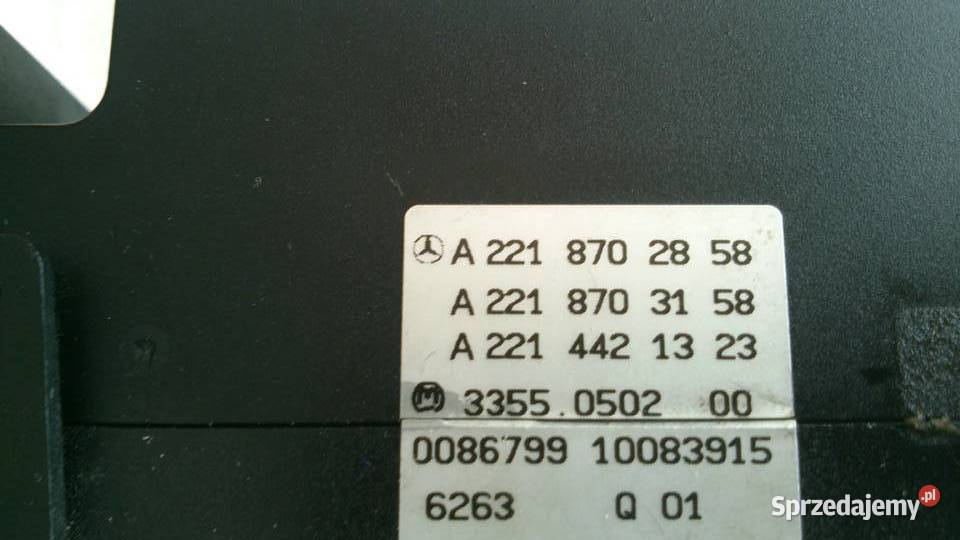 A 221 870 28 58
A 221 870 31 58
A 221 442 13 23
M 3355.0502 00
0086799 10083915
6263 Q 01
Sprzedajemy.pl